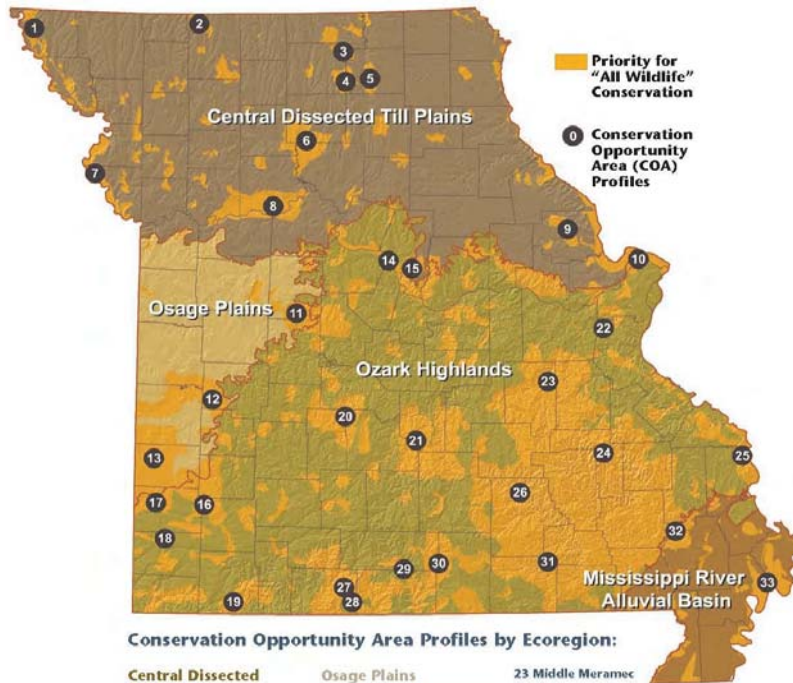 1
2
Priority for
"All Wildlife"
Conservation
3
4
5
Central Dissected Till Plains
0
Conservation
Opportunity
Area (COA)
Profiles
6
7
8
9
10
14
15
Osage Plains
11
22
Ozark Highlands
23
12
20
21
24
25
13
26
17
16
18
32
29
30
31
Mississippi River
Alluvial Basin
33
27
28
19
Conservation Opportunity Area Profiles by Ecoregion:
Central Dissected
Osage Plains
23 Middle Meramec